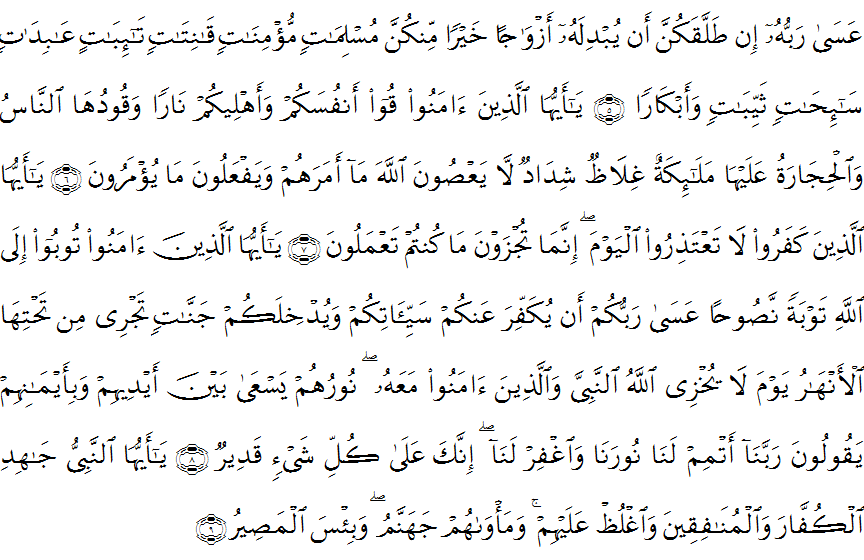 عَسَىٰ رَبُّهُۥٓ إِن طَلَّقَكُنَّ أَن يُبْدِلَهُۥٓ أَزْوَٰجًا خَيْرًا مِّنكُنَّ مُسْلِمَٰتٍ مُّؤْمِنَٰتٍ قَٰنِتَٰتٍ تَٰٓئِبَٰتٍ عَٰبِدَٰتٍ
سَٰٓئِحَٰتٍ ثَيِّبَٰتٍ وَأَبْكَارًا ۝٥ يَٰٓأَيُّهَا ٱلَّذِينَ ءَامَنُوا۟ قُوٓا۟ أَنفُسَكُمْ وَأَهْلِيكُمْ نَارًا وَقُودُهَا ٱلنَّاسُ
وَٱلْحِجَارَةُ عَلَيْهَا مَلَٰٓئِكَةٌ غِلَاظٌ شِدَادٌ لَّا يَعْصُونَ ٱللَّهَ مَآ أَمَرَهُمْ وَيَفْعَلُونَ مَا يُؤْمَرُونَ ۝٦ يَٰٓأَيُّهَا
ٱلَّذِينَ كَفَرُوا۟ لَا تَعْتَذِرُوا۟ ٱلْيَوْمَ ۖ إِنَّمَا تُجْزَوْنَ مَا كُنتُمْ تَعْمَلُونَ ۝٧ يَٰٓأَيُّهَا ٱلَّذِينَ ءَامَنُوا۟ تُوبُوٓا۟ إِلَى
ٱللَّهِ تَوْبَةً نَّصُوحًا عَسَىٰ رَبُّكُمْ أَن يُكَفِّرَ عَنكُمْ سَيِّـَٔاتِكُمْ وَيُدْخِلَكُمْ جَنَّٰتٍ تَجْرِى مِن تَحْتِهَا
ٱلْأَنْهَٰرُ يَوْمَ لَا يُخْزِى ٱللَّهُ ٱلنَّبِىَّ وَٱلَّذِينَ ءَامَنُوا۟ مَعَهُۥ ۖ نُورُهُمْ يَسْعَىٰ بَيْنَ أَيْدِيهِمْ وَبِأَيْمَٰنِهِمْ
يَقُولُونَ رَبَّنَآ أَتْمِمْ لَنَا نُورَنَا وَٱغْفِرْ لَنَآ ۖ إِنَّكَ عَلَىٰ كُلِّ شَىْءٍ قَدِيرٌ ۝٨ يَٰٓأَيُّهَا ٱلنَّبِىُّ جَٰهِدِ
ٱلْكُفَّارَ وَٱلْمُنَٰفِقِينَ وَٱغْلُظْ عَلَيْهِمْ ۚ وَمَأْوَىٰهُمْ جَهَنَّمُ ۖ وَبِئْسَ ٱلْمَصِيرُ ۝٩